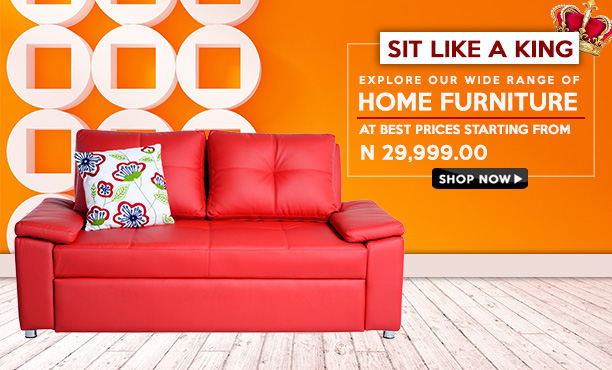 SIT LIKE A KING
EXPLORE OUR WIDE RANGE OF
HOME FURNITURE
AT BEST PRICES STARTING FROM
N 29,999.00
SHOP NOW